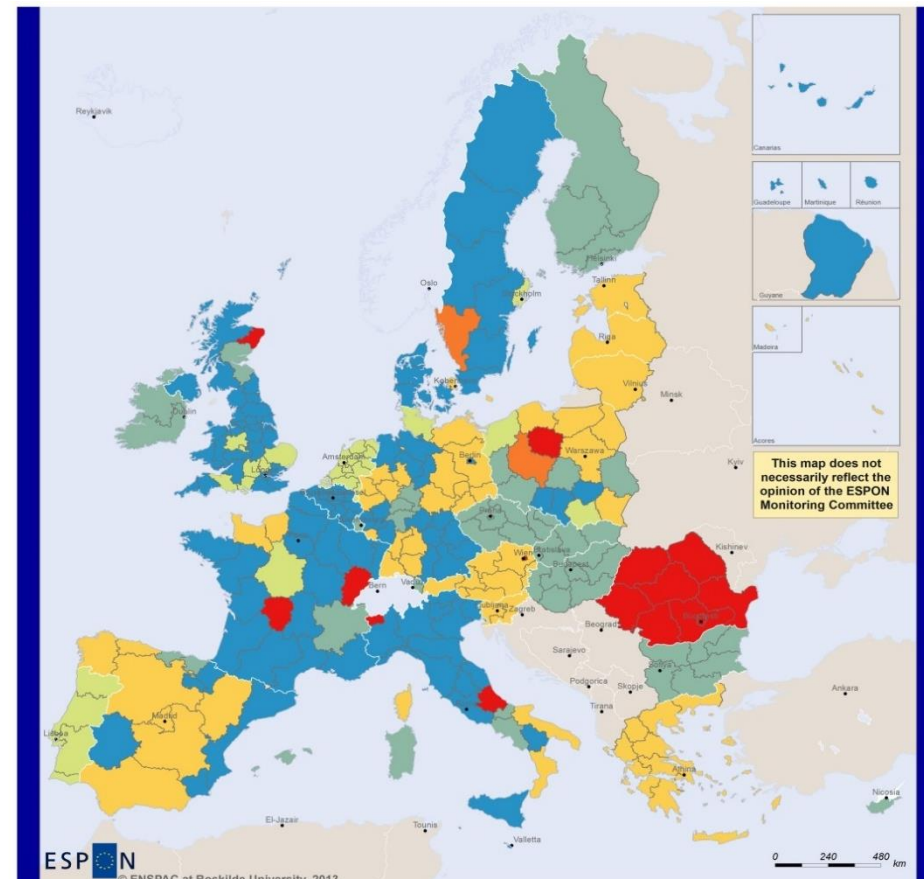 Reykjavik
Canarias
Guadeloupe
Martinique
Réunion
Guyane
Madeira
Acores
This map does not
necessarily reflect the
opinion of the ESPON
Monitoring Committee
Oslo
Helsinki
Tallinn
Stockholm
Riga
Vilnius
Minsk
Dublin
Amsterdam
Berlin
Warszawa
Kyiv
Kishinev
Wien
Bratislava
Bern
Ljubljana
Zagreb
Beograd
Sarajevo
Podgorica
Skopje
Tirana
Ankara
Madrid
Lisboa
Athina
Nicosia
El-Jazair
Tounis
Valletta
ESPON
© ENSPAC at Roskilde University, 2013
0 240 480
km